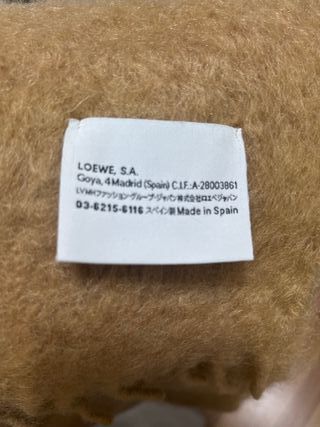 LOEWE, S.A.
Goya, 4 Madrid (Spain) C.I.F.:A-28003861
LVMHファッション・グループ・ジャパン株式会社ロエベジャパン
03-6215-6116 スペイン製 Made in Spain